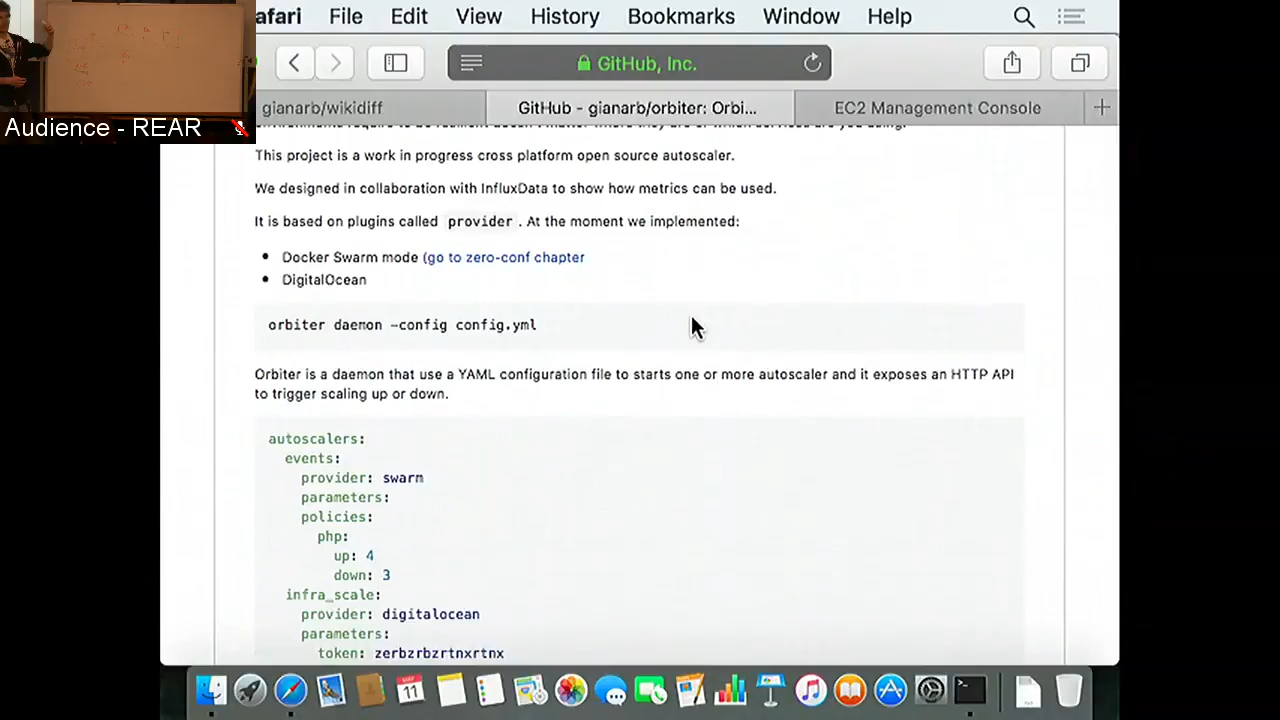 afari File Edit View History Bookmarks Window Help
GitHub, Inc.
Audience - REAR
gianarb/wikidiff
GitHub - gianarb/orbiter: Orbi...
EC2 Management Console
This project is a work in progress cross platform open source autoscaler.
We designed in collaboration with InfluxData to show how metrics can be used.
It is based on plugins called provider . At the moment we implemented:
Docker Swarm mode (go to zero-conf chapter
DigitalOcean
orbiter daemon -config config.yml
Orbiter is a daemon that use a YAML configuration file to starts one or more autoscaler and it exposes an HTTP API
to trigger scaling up or down.
autoscalers:
events:
provider: swarm
parameters:
policies:
php:
up: 4
down: 3
infra_scale:
provider: digitalocean
parameters:
token: zerbzrbzrtnxrtnx
11